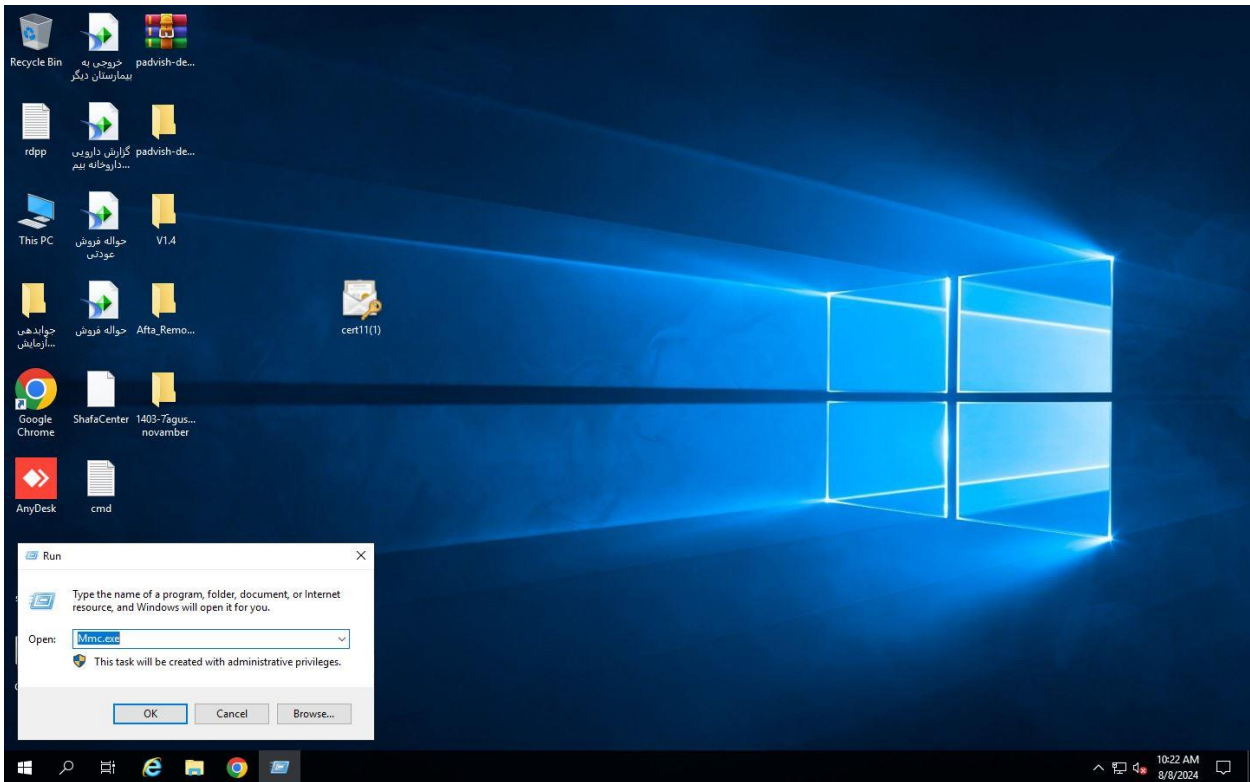 Recycle Bin
خروجی به
بیمارستان دیگر
padvish-de...
rdpp
گزارش دارویی
داروخانه بیم...
padvish-de...
This PC
حواله فروش
عودتی
V1.4
جوابدهی
آزمایش...
حواله فروش
Afta_Remo...
cert11(1)
Google
Chrome
ShafaCenter
1403-7agus...
novamber
AnyDesk
cmd
Run
Type the name of a program, folder, document, or Internet
resource, and Windows will open it for you.
Open:
Mmc.exe
This task will be created with administrative privileges.
OK
Cancel
Browse...
10:22 AM
8/8/2024